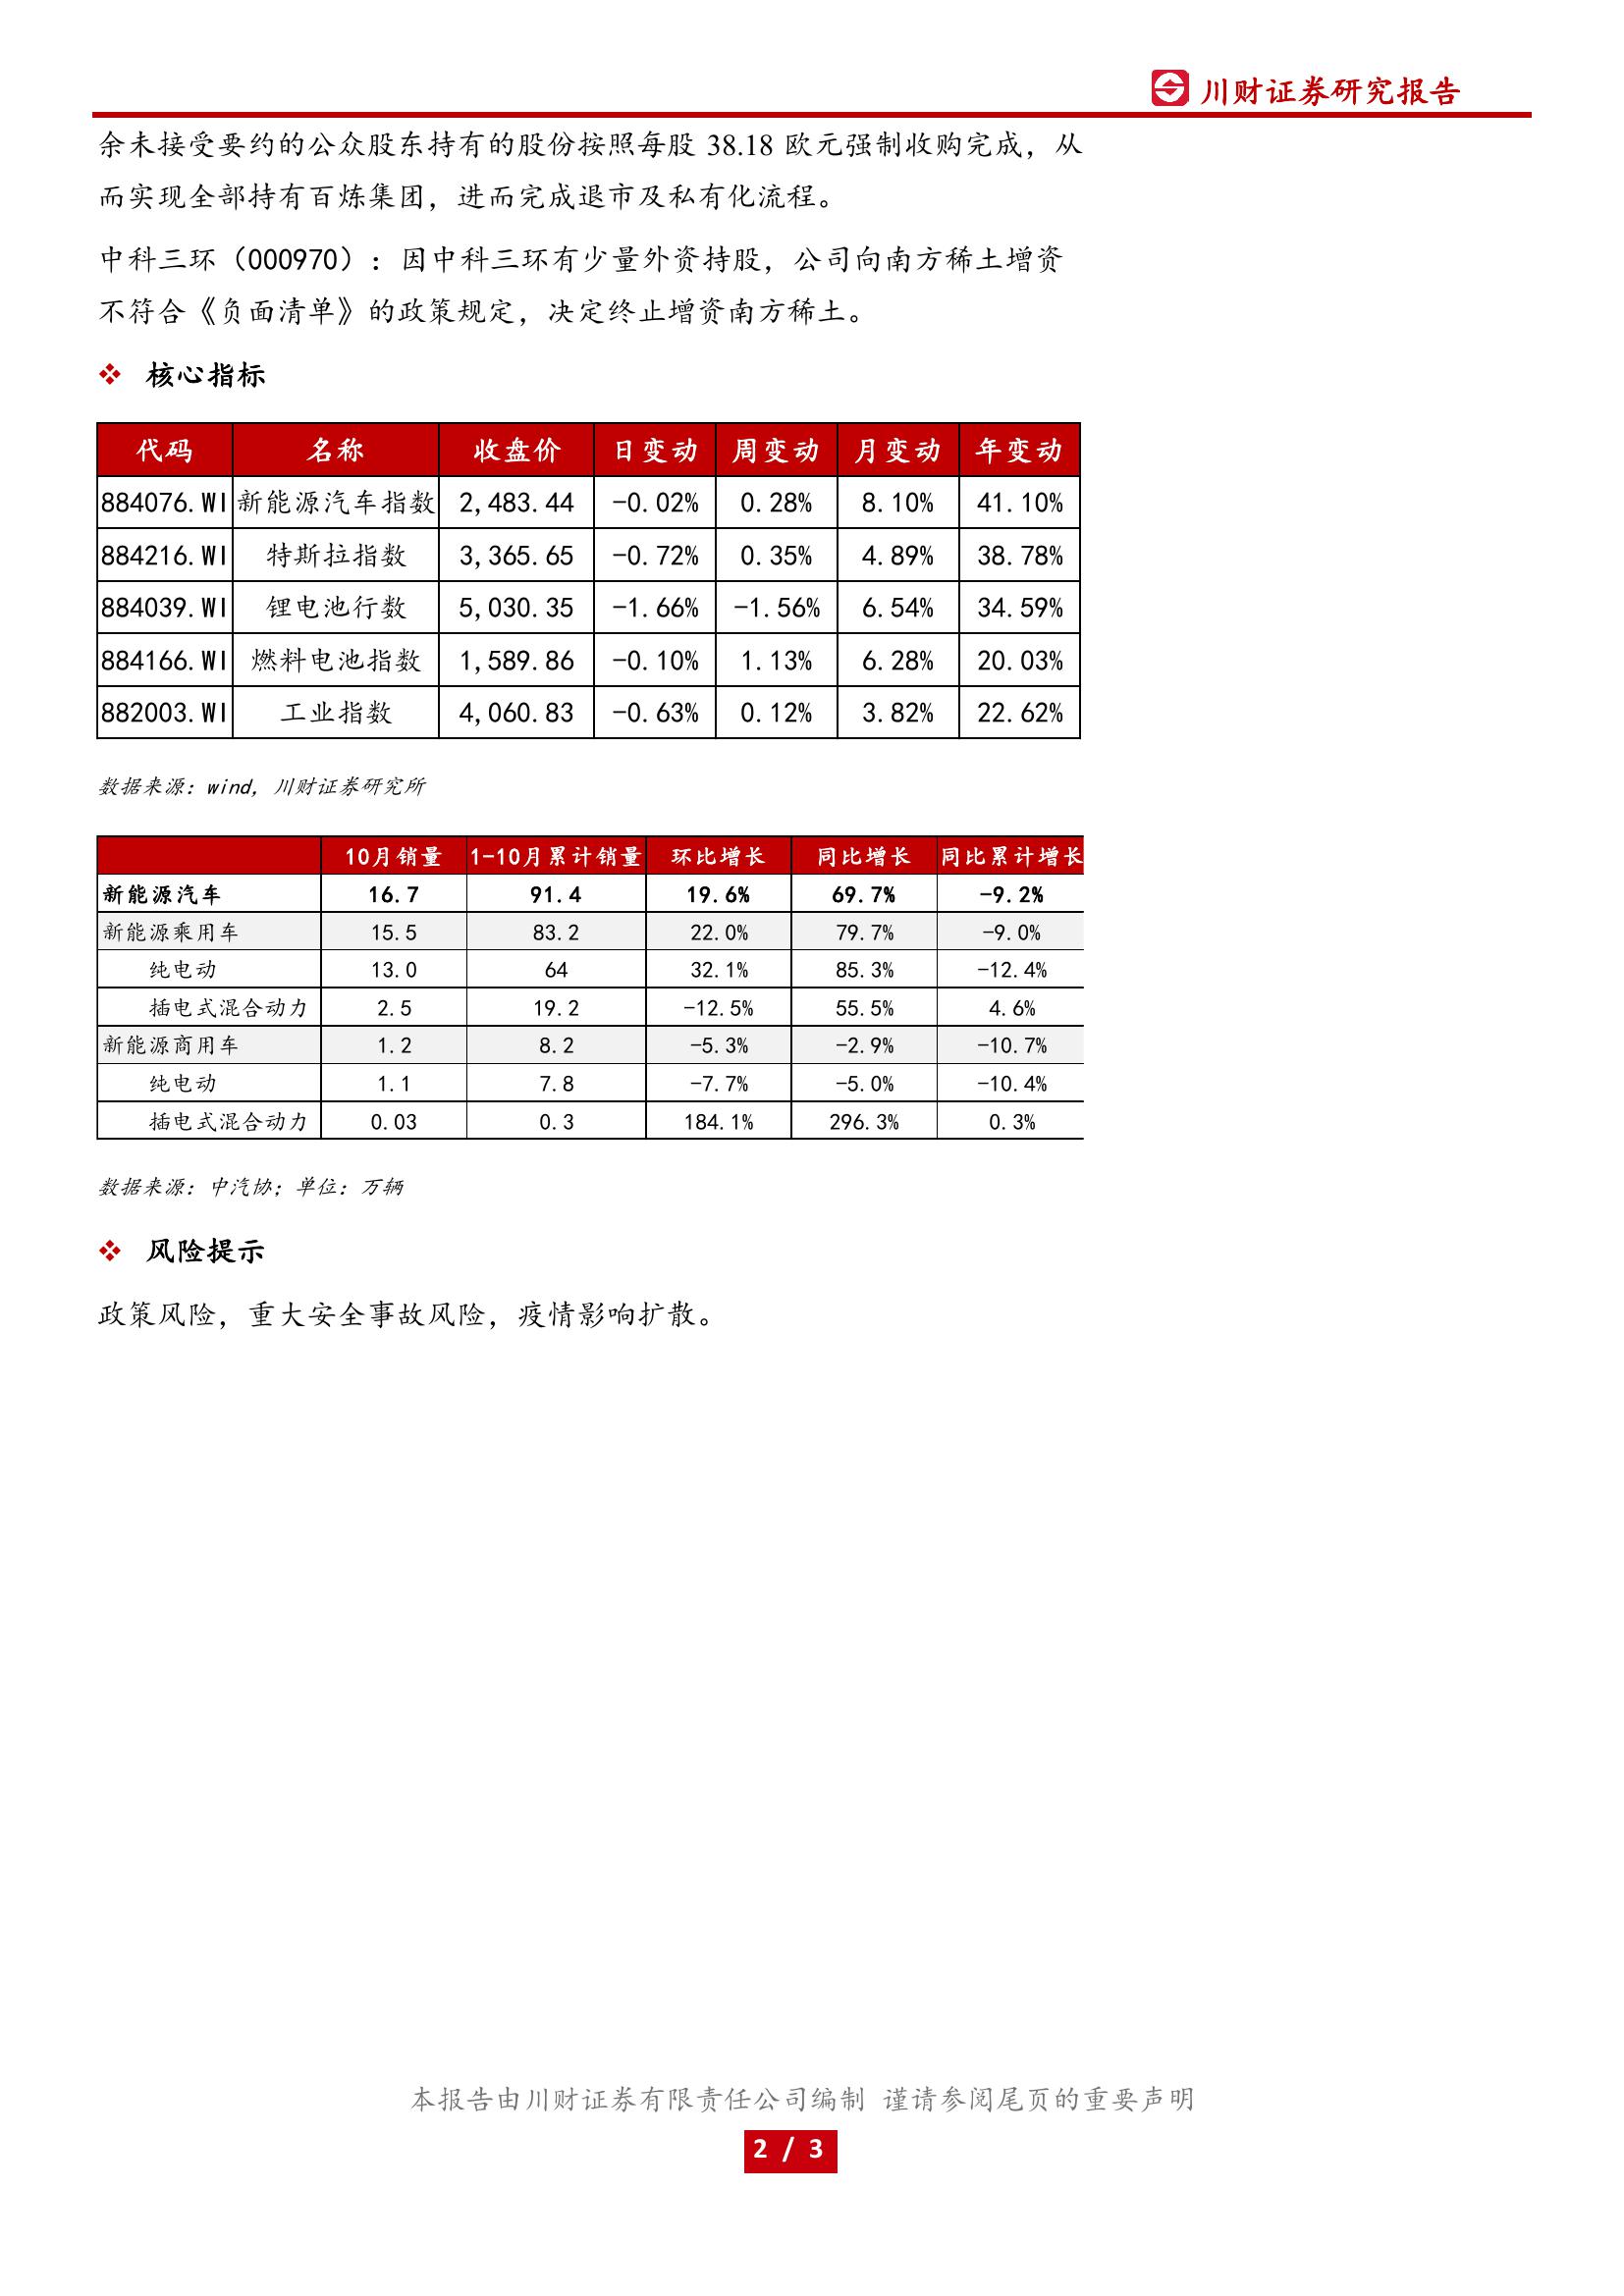 川财证券研究报告
余未接受要约的公众股东持有的股份按照每股 38.18 欧元强制收购完成，从
而实现全部持有百炼集团，进而完成退市及私有化流程。
中科三环（000970）：因中科三环有少量外资持股，公司向南方稀土增资
不符合《负面清单》的政策规定，决定终止增资南方稀土。
❖ 核心指标
代码 名称 收盘价 日变动 周变动 月变动 年变动
884076.WI 新能源汽车指数 2,483.44 -0.02% 0.28% 8.10% 41.10%
884216.WI 特斯拉指数 3,365.65 -0.72% 0.35% 4.89% 38.78%
884039.WI 锂电池行数 5,030.35 -1.66% -1.56% 6.54% 34.59%
884166.WI 燃料电池指数 1,589.86 -0.10% 1.13% 6.28% 20.03%
882003.WI 工业指数 4,060.83 -0.63% 0.12% 3.82% 22.62%
数据来源：wind，川财证券研究所
10月销量 1-10月累计销量 环比增长 同比增长 同比累计增长
新能源汽车 16.7 91.4 19.6% 69.7% -9.2%
新能源乘用车 15.5 83.2 22.0% 79.7% -9.0%
纯电动 13.0 64 32.1% 85.3% -12.4%
插电式混合动力 2.5 19.2 -12.5% 55.5% 4.6%
新能源商用车 1.2 8.2 -5.3% -2.9% -10.7%
纯电动 1.1 7.8 -7.7% -5.0% -10.4%
插电式混合动力 0.03 0.3 184.1% 296.3% 0.3%
数据来源：中汽协；单位：万辆
❖ 风险提示
政策风险，重大安全事故风险，疫情影响扩散。
本报告由川财证券有限责任公司编制 谨请参阅尾页的重要声明
2 / 3